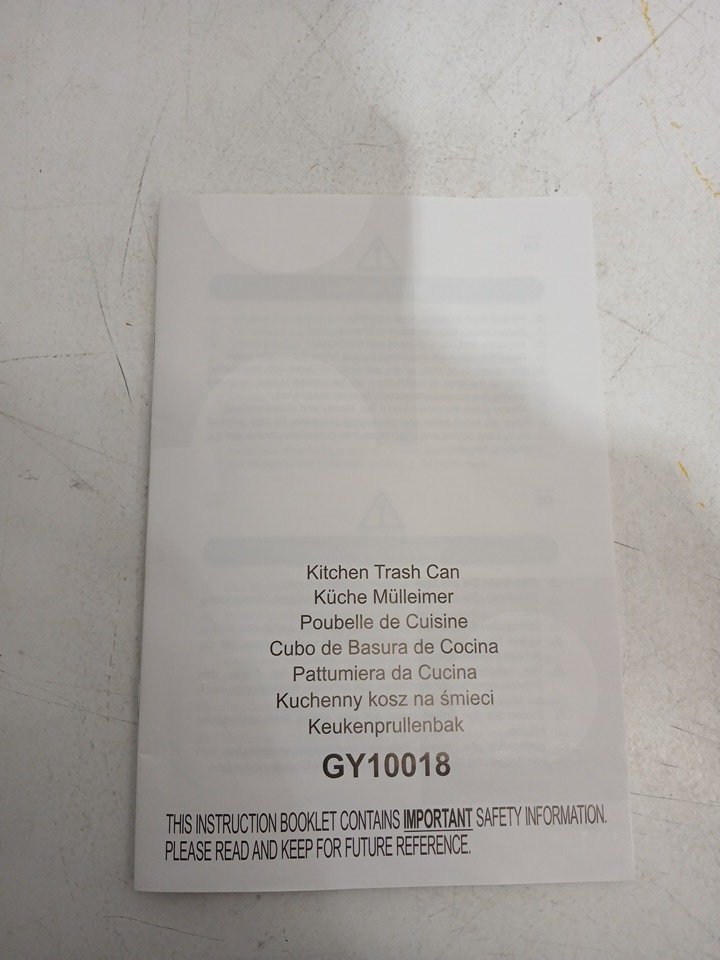 Kitchen Trash Can
Küche Mülleimer
Poubelle de Cuisine
Cubo de Basura de Cocina
Pattumiera da Cucina
Kuchenny kosz na śmieci
Keukenprullenbak
GY10018
THIS INSTRUCTION BOOKLET CONTAINS IMPORTANT SAFETY INFORMATION.
PLEASE READ AND KEEP FOR FUTURE REFERENCE.